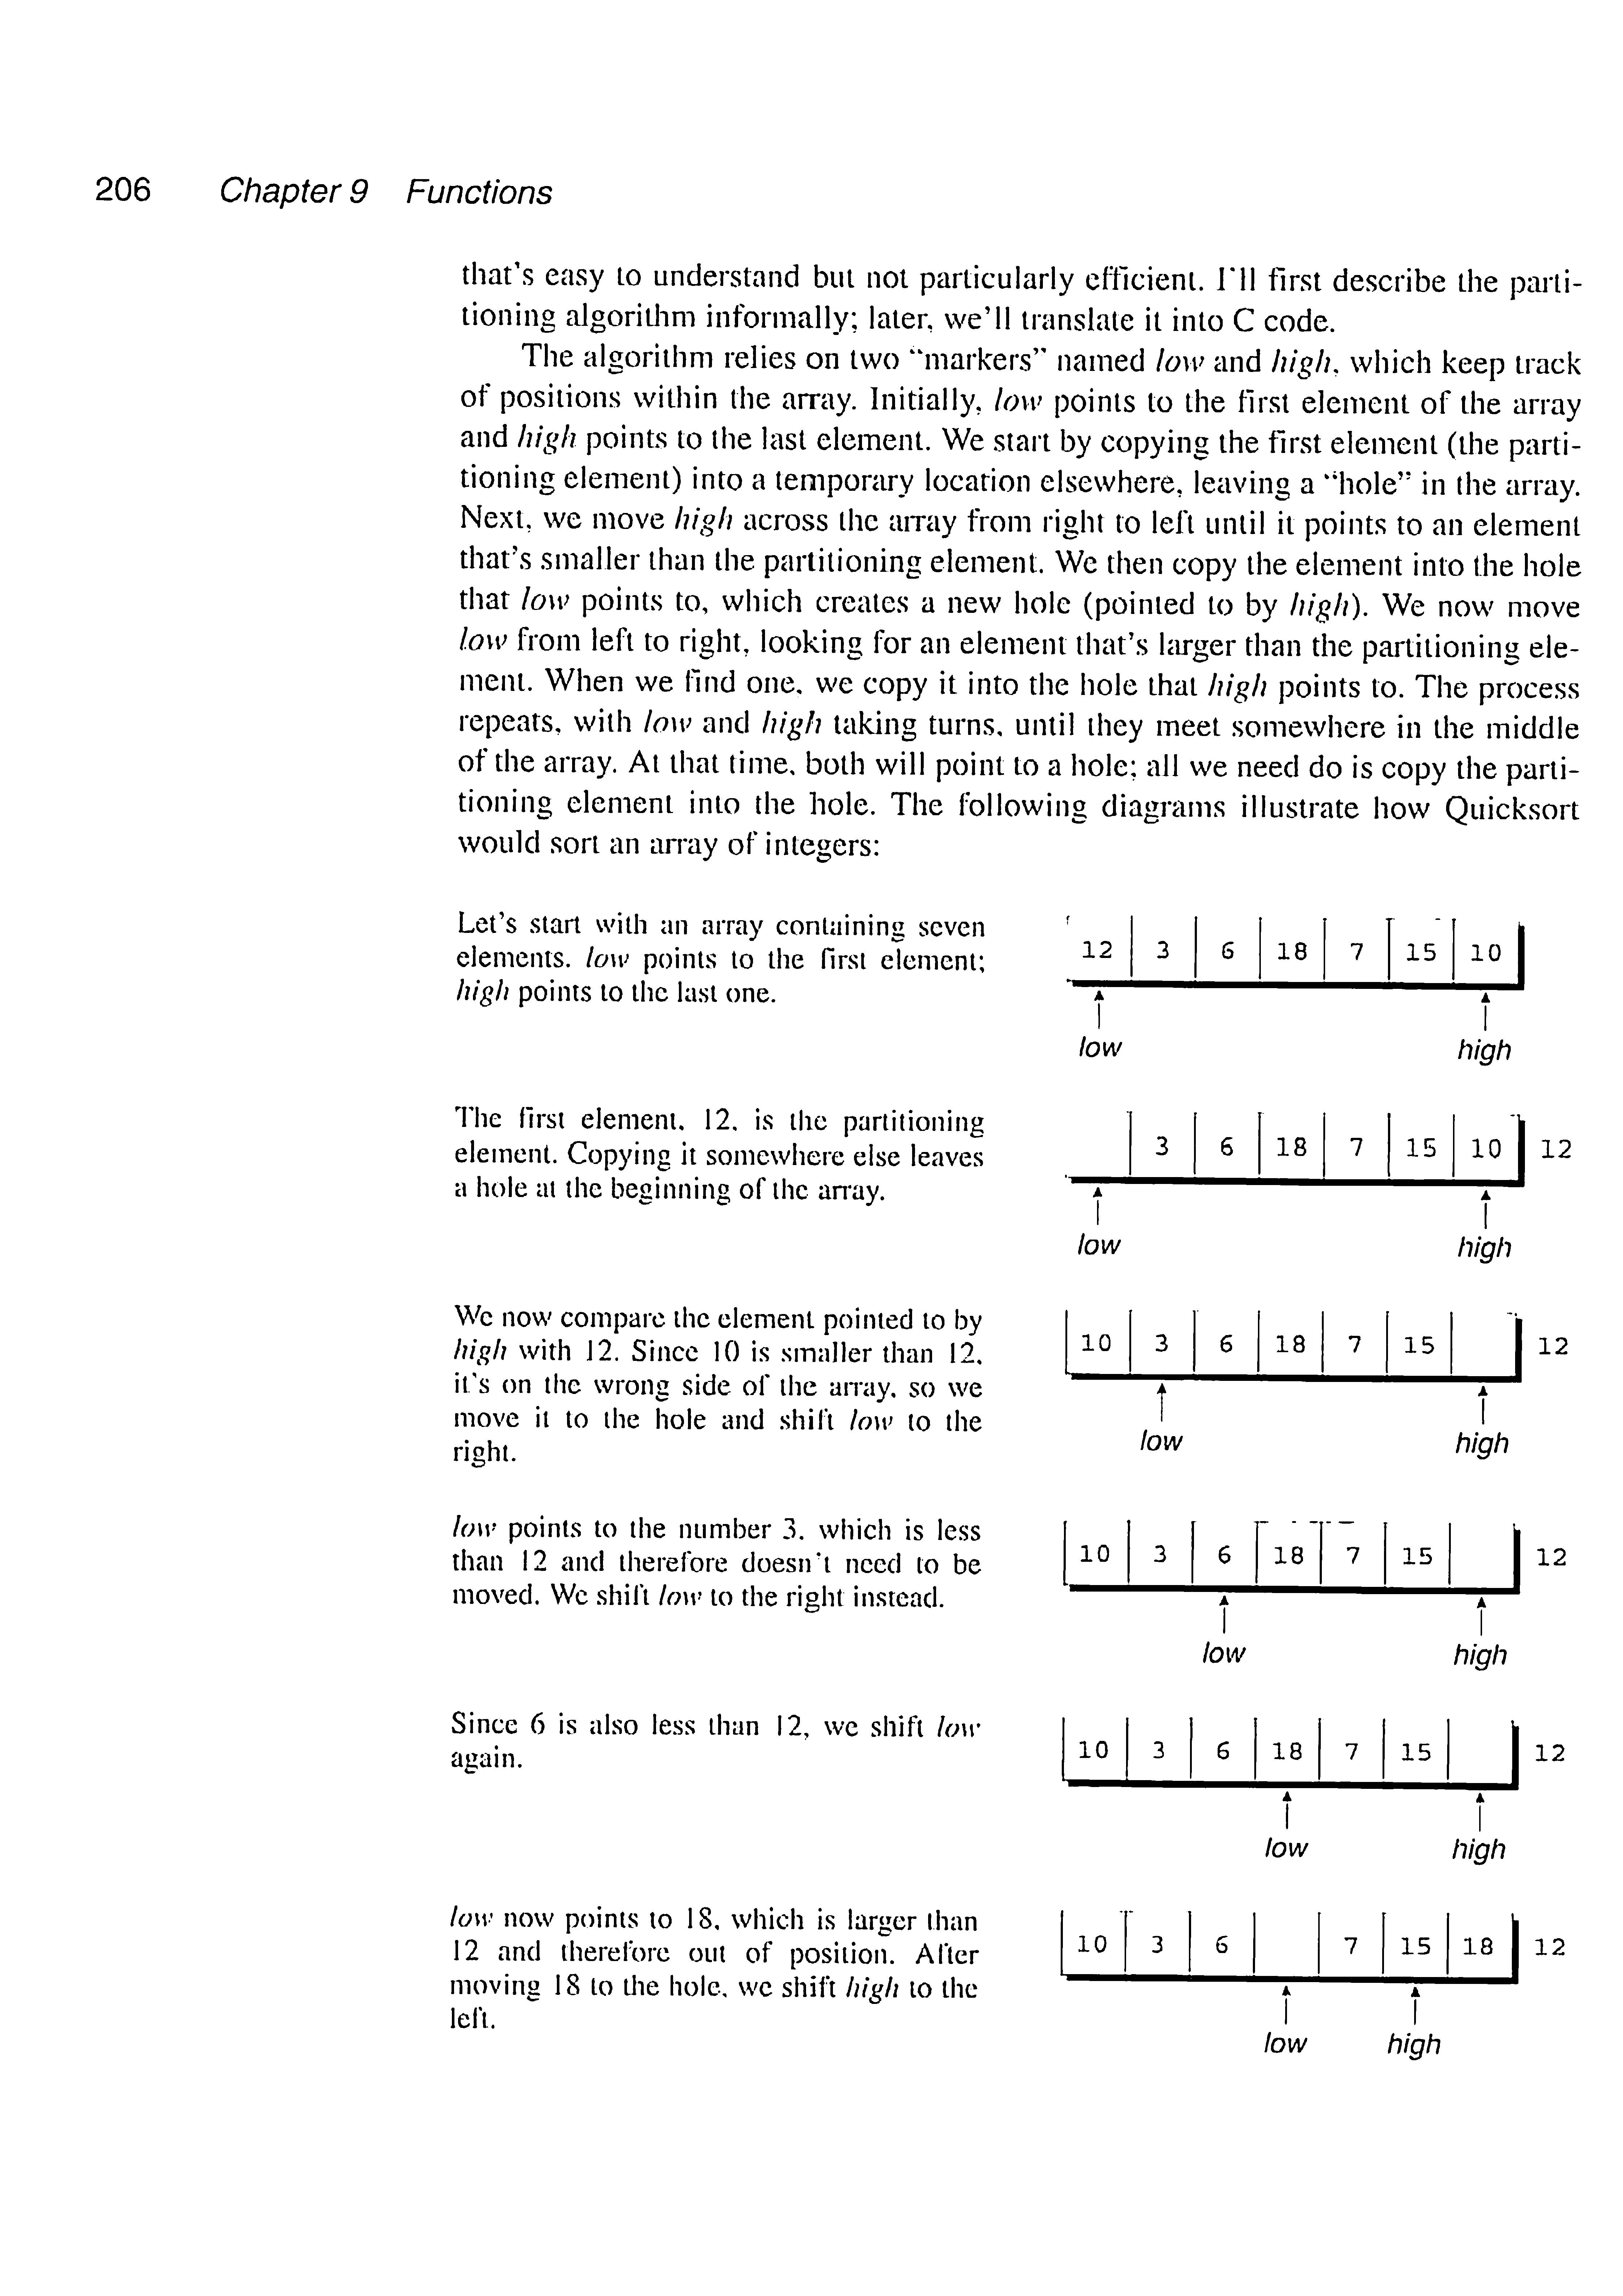 206 Chapter 9 Functions
that's easy to understand but not particularly efficient. I'll first describe the parti-
tioning algorithm informally; later, we'll translate it into C code.
The algorithm relies on two "markers" named low and high, which keep track
of positions within the array. Initially, low points to the first element of the array
and high points to the last element. We start by copying the first element (the parti-
tioning element) into a temporary location elsewhere, leaving a "hole" in the array.
Next, we move high across the array from right to left until it points to an element
that's smaller than the partitioning element. We then copy the element into the hole
that low points to, which creates a new hole (pointed to by high). We now move
low from left to right, looking for an element that's larger than the partitioning ele-
ment. When we find one, we copy it into the hole that high points to. The process
repeats, with low and high taking turns, until they meet somewhere in the middle
of the array. At that time, both will point to a hole; all we need do is copy the parti-
tioning element into the hole. The following diagrams illustrate how Quicksort
would sort an array of integers:
Let's start with an array containing seven
elements. low points to the first element;
high points to the last one.
12 3 6 18 7 15 10
low high
The first element, 12, is the partitioning
element. Copying it somewhere else leaves
a hole at the beginning of the array.
3 6 18 7 15 10 12
low high
We now compare the element pointed to by
high with 12. Since 10 is smaller than 12,
it's on the wrong side of the array, so we
move it to the hole and shift low to the
right.
10 3 6 18 7 15 12
low high
low points to the number 3, which is less
than 12 and therefore doesn't need to be
moved. We shift low to the right instead.
10 3 6 18 7 15 12
low high
Since 6 is also less than 12, we shift low
again.
10 3 6 18 7 15 12
low high
low now points to 18, which is larger than
12 and therefore out of position. After
moving 18 to the hole, we shift high to the
left.
10 3 6 7 15 18 12
low high